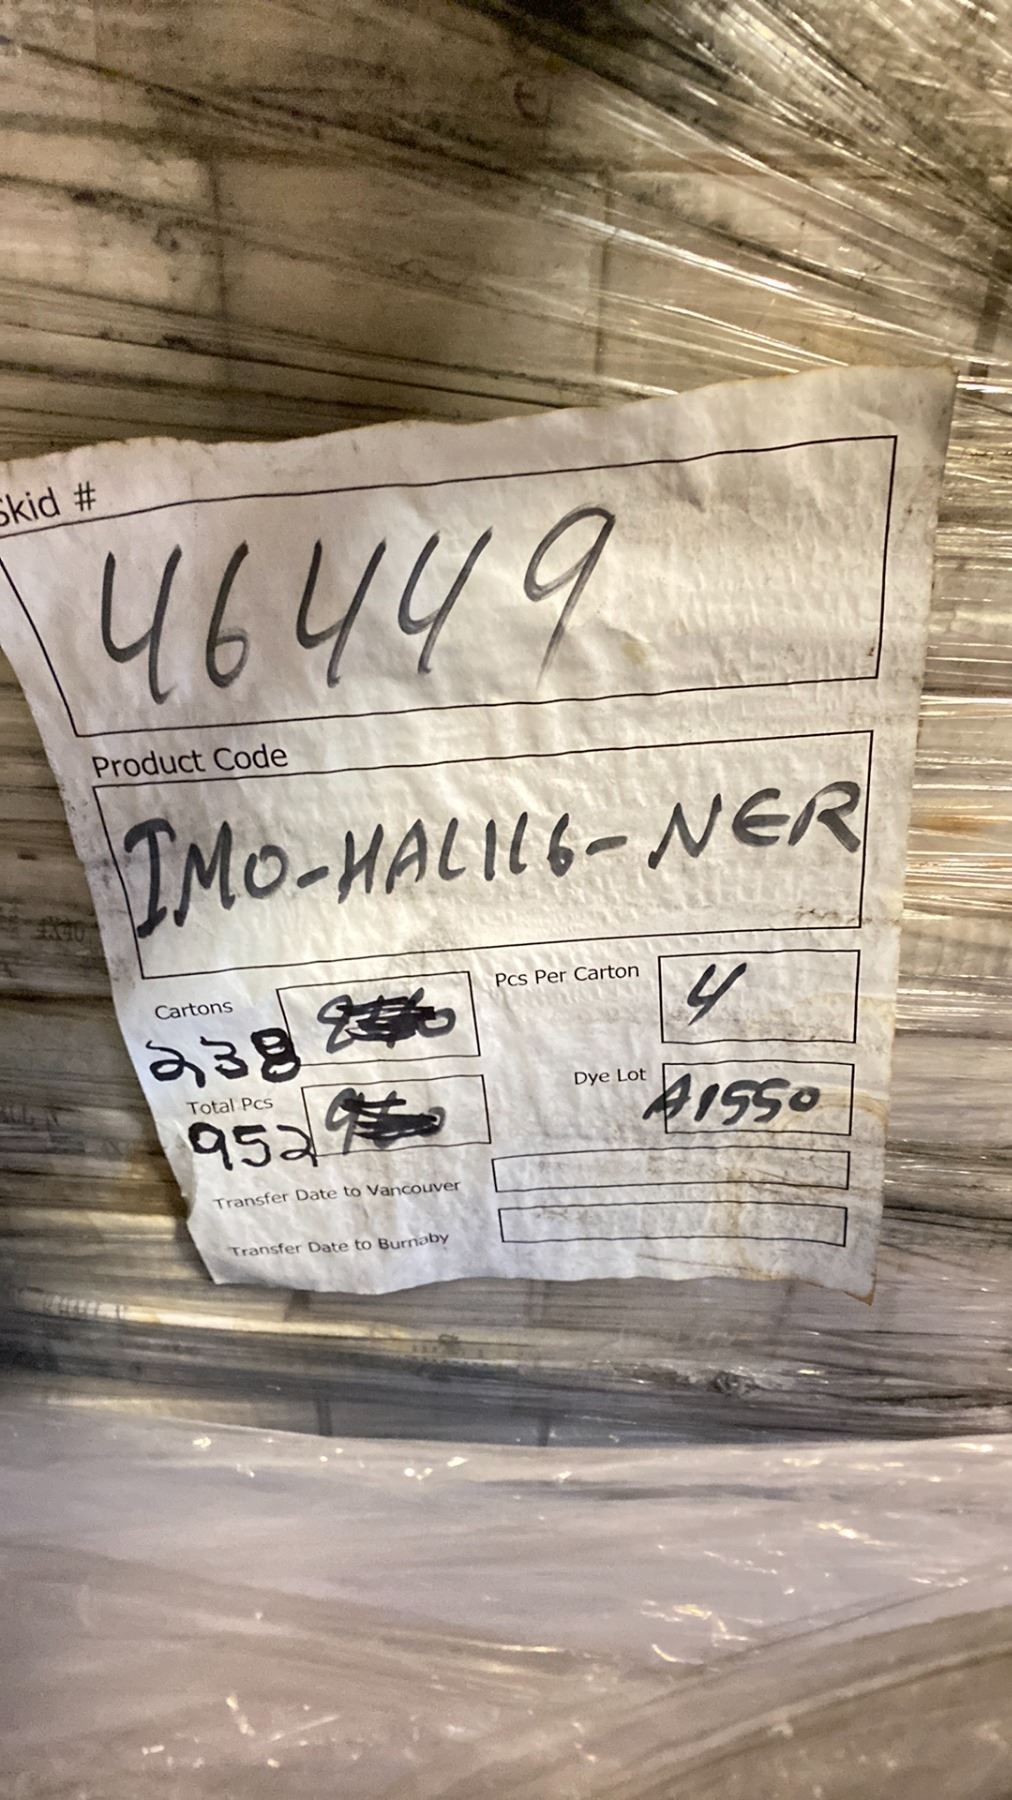 Skid #
46449
Product Code
IMO-HAL1L6-NER
Cartons
238
Pcs Per Carton
4
Total Pcs
952
Dye Lot
A1550
Transfer Date to Vancouver
Transfer Date to Burnaby